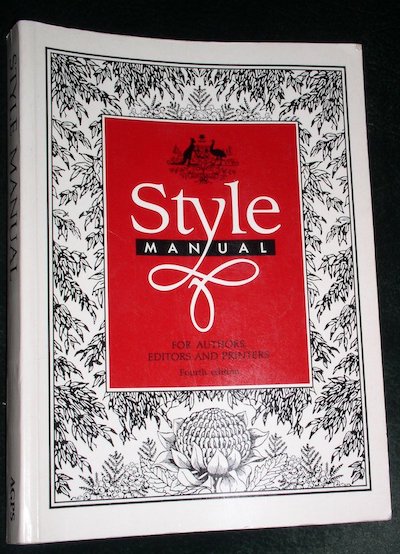 STYLE MANUAL
AGPS
Style
MANUAL
FOR AUTHORS,
EDITORS AND PRINTERS
Fourth edition